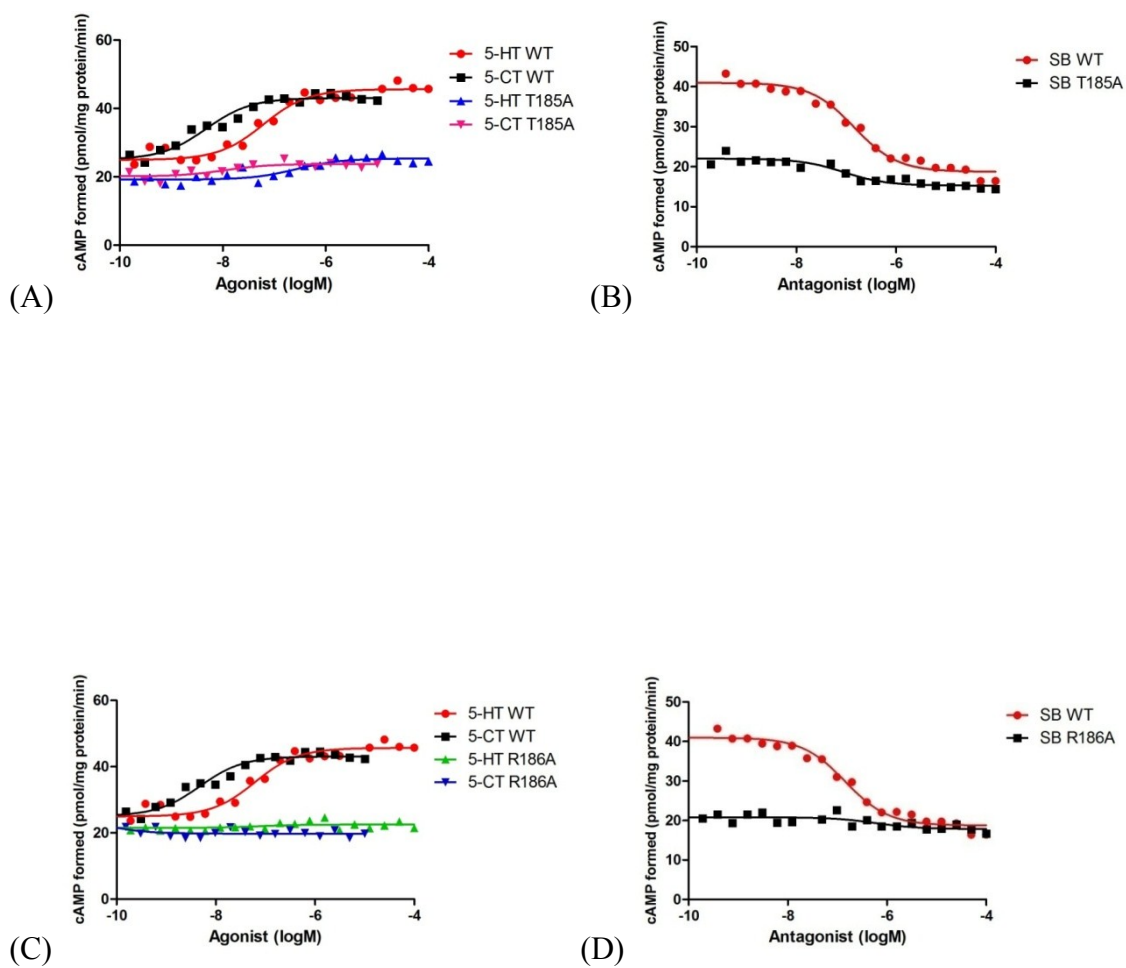 cAMP formed (pmol/mg protein/min)
60
40
20
0
-10
-8
-6
-4
Agonist (logM)
5-HT WT
5-CT WT
5-HT T185A
5-CT T185A
(A)
cAMP formed (pmol/mg protein/min)
50
40
30
20
10
0
-10
-8
-6
-4
Antagonist (logM)
SB WT
SB T185A
(B)
cAMP formed (pmol/mg protein/min)
60
40
20
0
-10
-8
-6
-4
Agonist (logM)
5-HT WT
5-CT WT
5-HT R186A
5-CT R186A
(C)
cAMP formed (pmol/mg protein/min)
50
40
30
20
10
0
-10
-8
-6
-4
Antagonist (logM)
SB WT
SB R186A
(D)